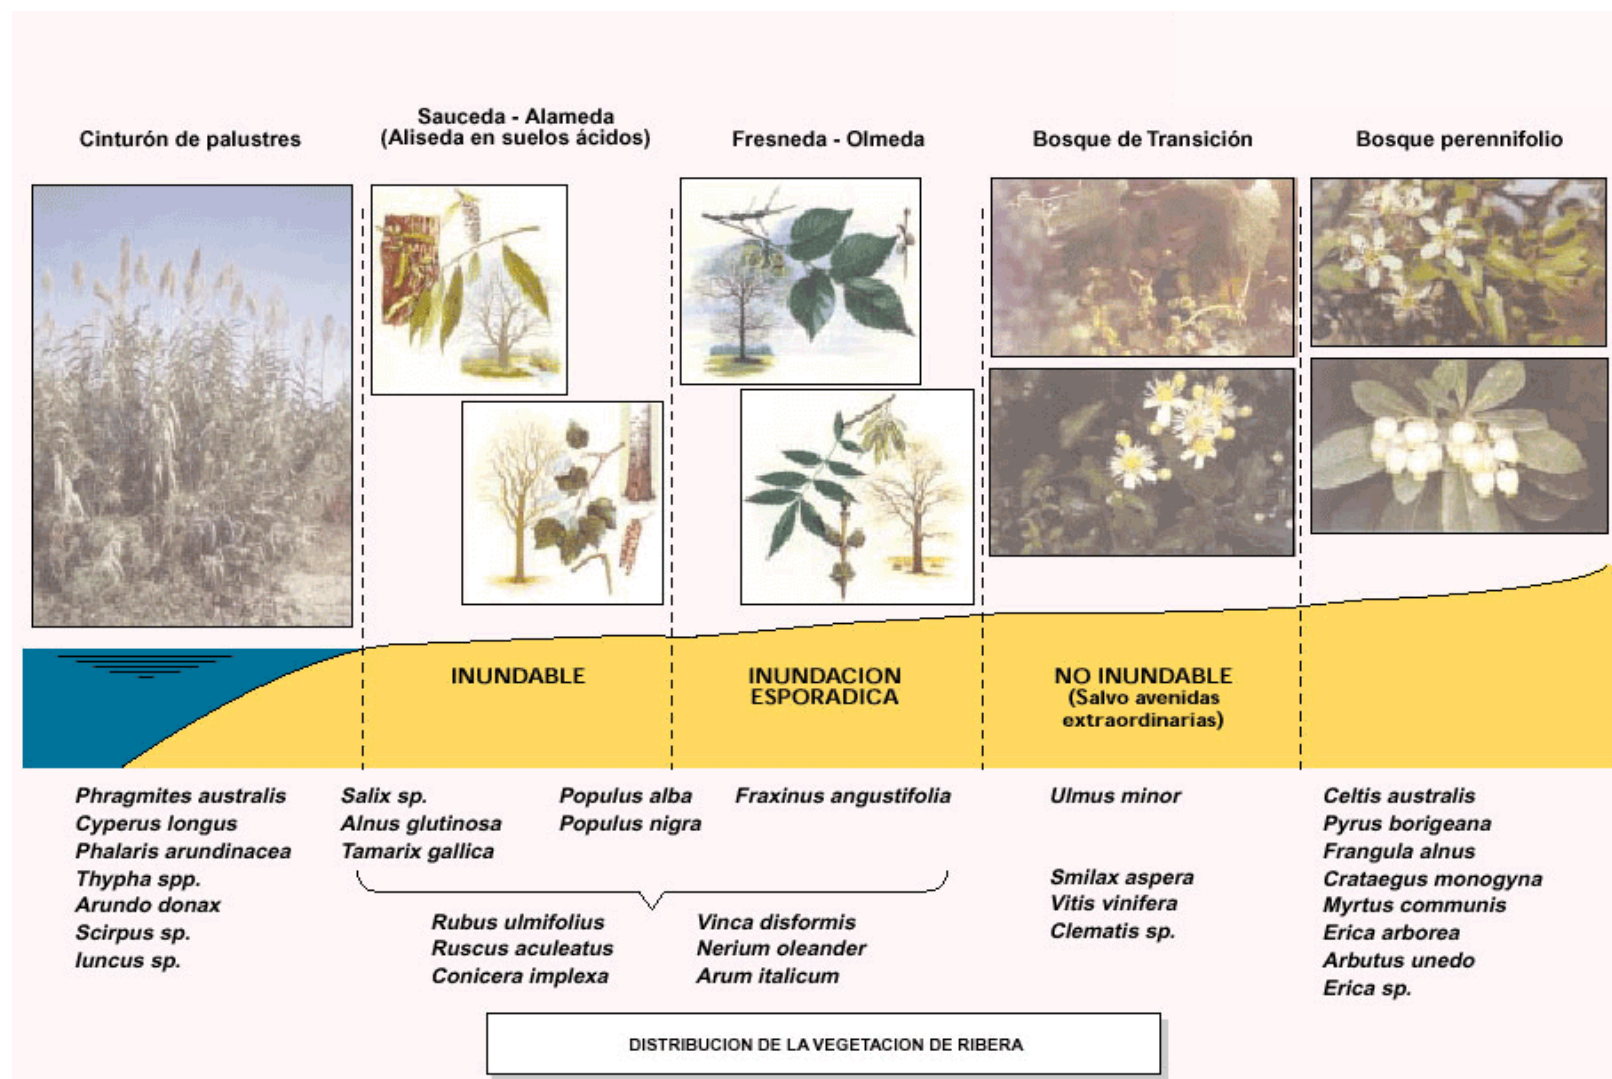 Cinturón de palustres
Sauceda - Alameda
(Aliseda en suelos ácidos)
Fresneda - Olmeda
Bosque de Transición
Bosque perennifolio
INUNDABLE
INUNDACION
ESPORADICA
NO INUNDABLE
(Salvo avenidas
extraordinarias)
Phragmites australis
Cyperus longus
Phalaris arundinacea
Thypha spp.
Arundo donax
Scirpus sp.
Iuncus sp.
Salix sp.
Alnus glutinosa
Tamarix gallica
Populus alba
Populus nigra
Fraxinus angustifolia
Rubus ulmifolius
Ruscus aculeatus
Conicera implexa
Vinca disformis
Nerium oleander
Arum italicum
Ulmus minor
Smilax aspera
Vitis vinifera
Clematis sp.
Celtis australis
Pyrus borigeana
Frangula alnus
Crataegus monogyna
Myrtus communis
Erica arborea
Arbutus unedo
Erica sp.
DISTRIBUCION DE LA VEGETACION DE RIBERA